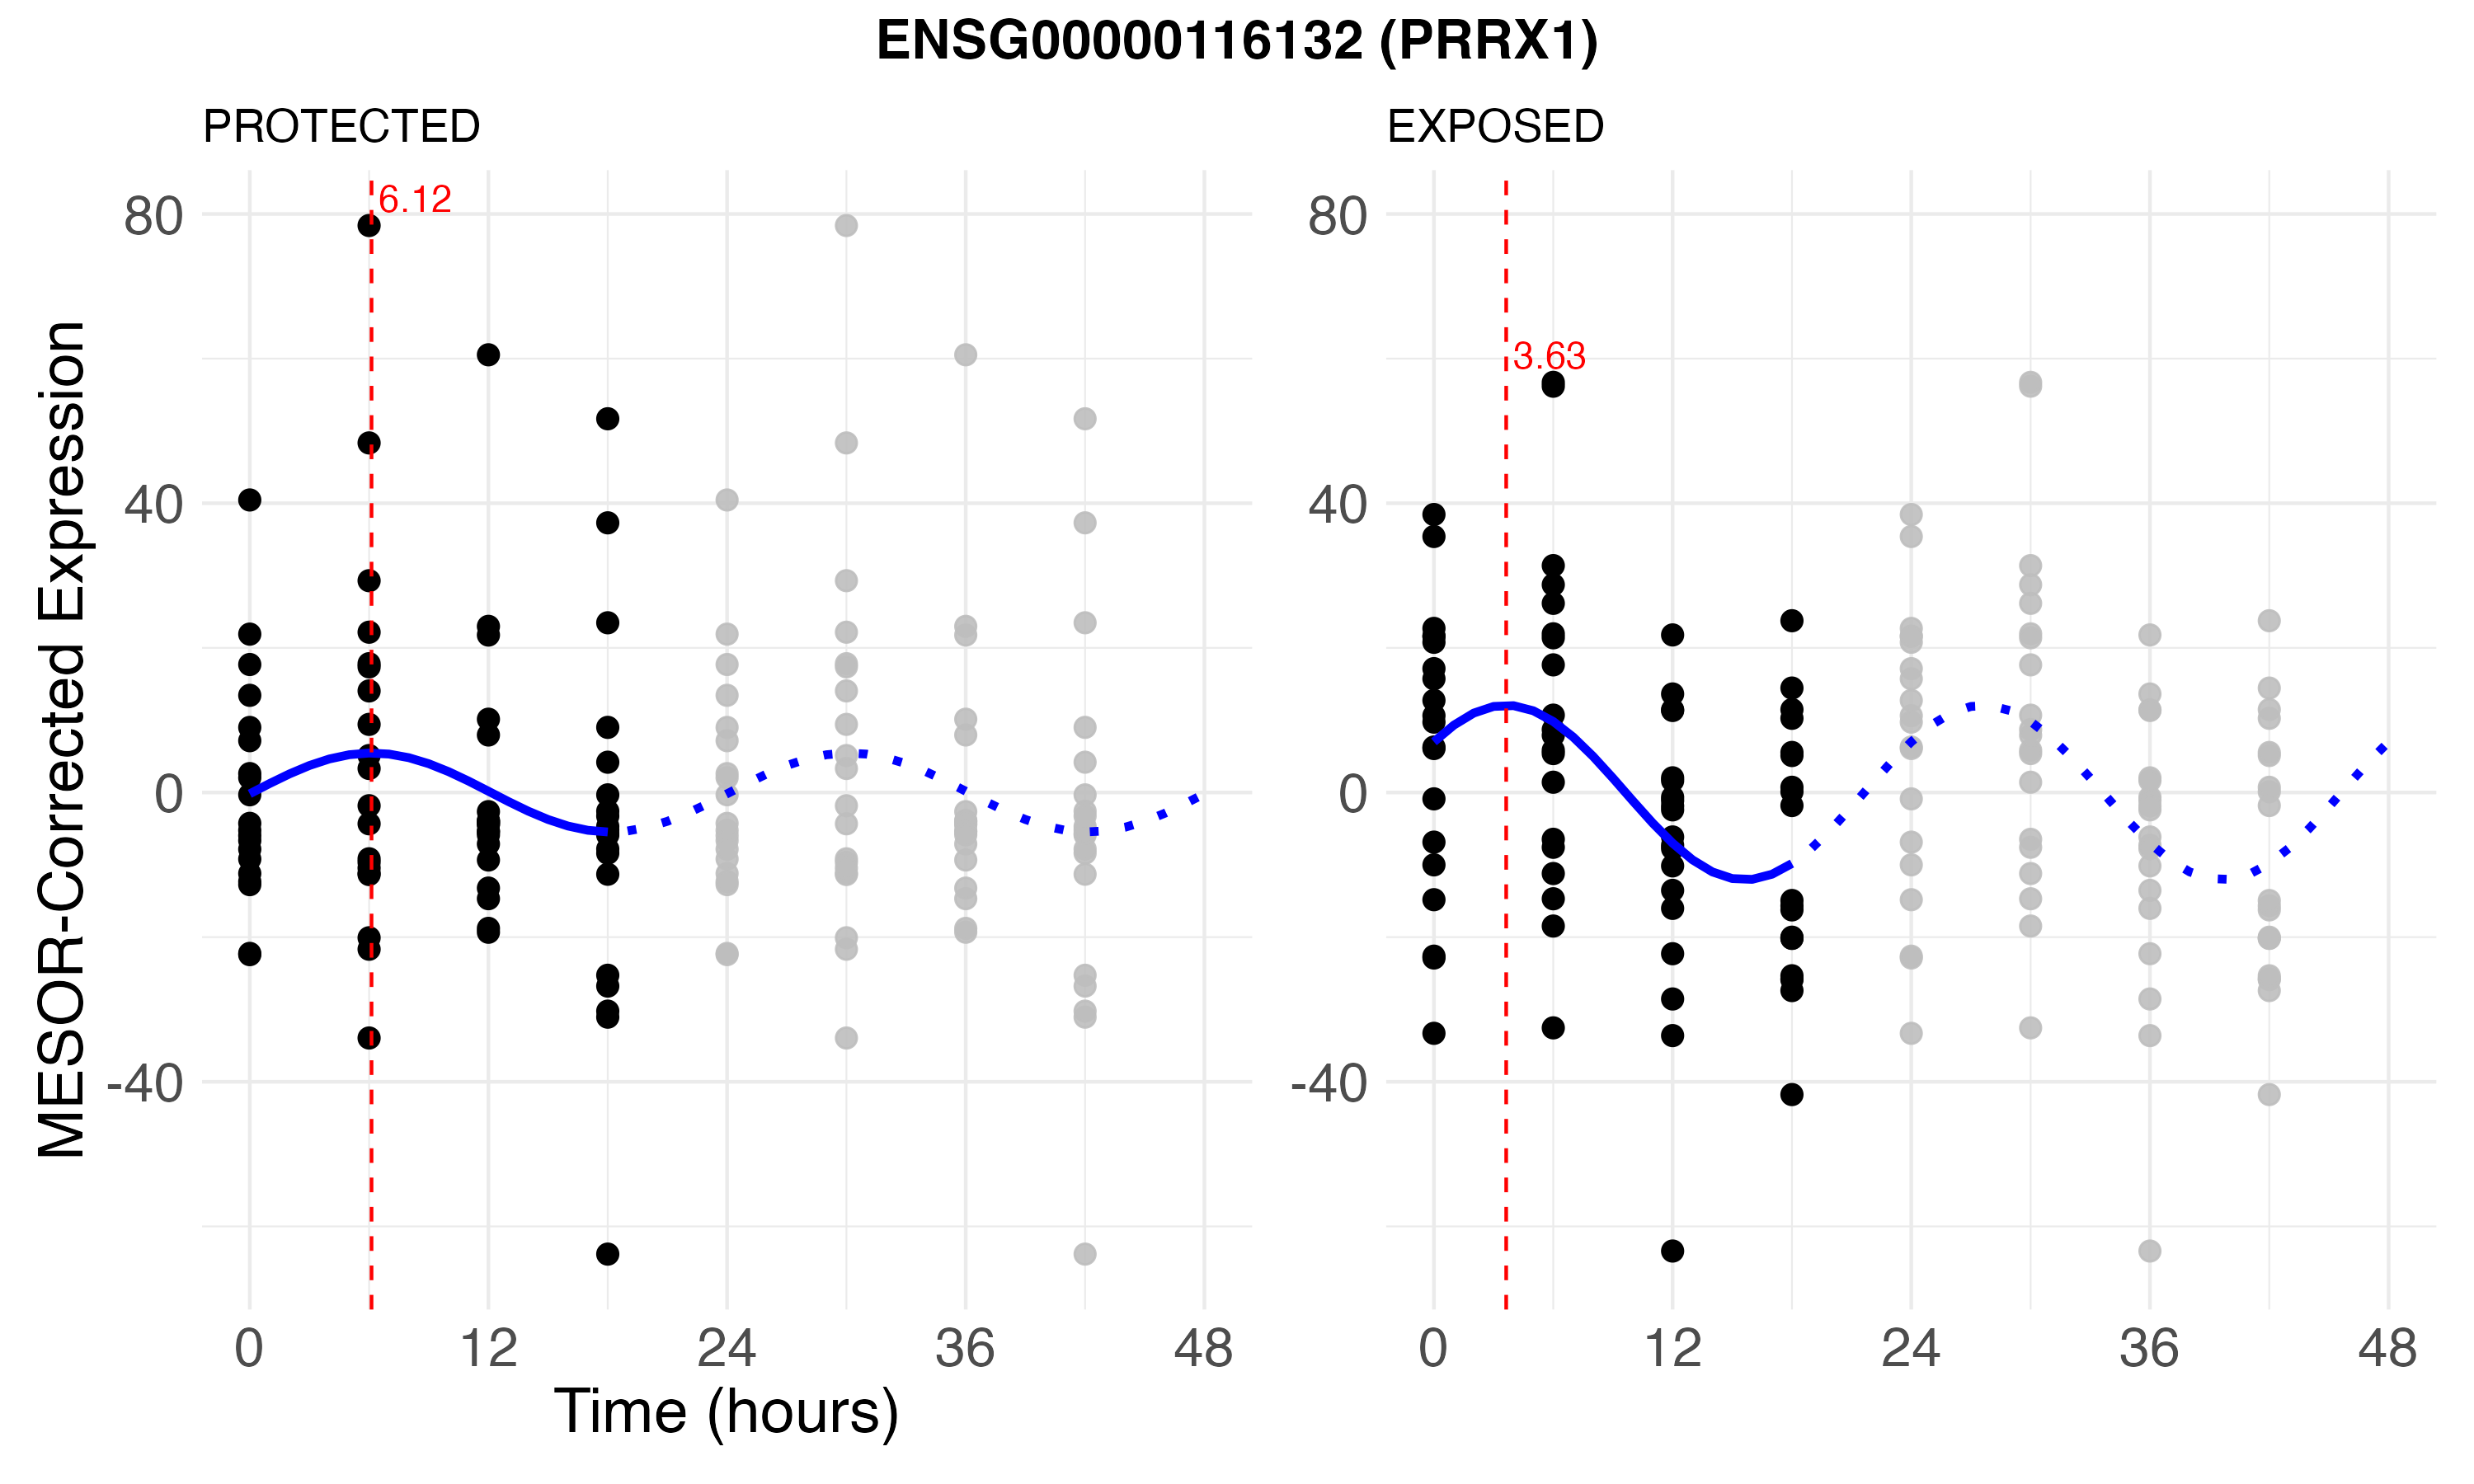 ENSG00000116132 (PRRX1)
PROTECTED
EXPOSED
MESOR-Corrected Expression
80
40
0
-40
6.12
0 12 24 36 48
80
40
0
-40
3.63
0 12 24 36 48
Time (hours)